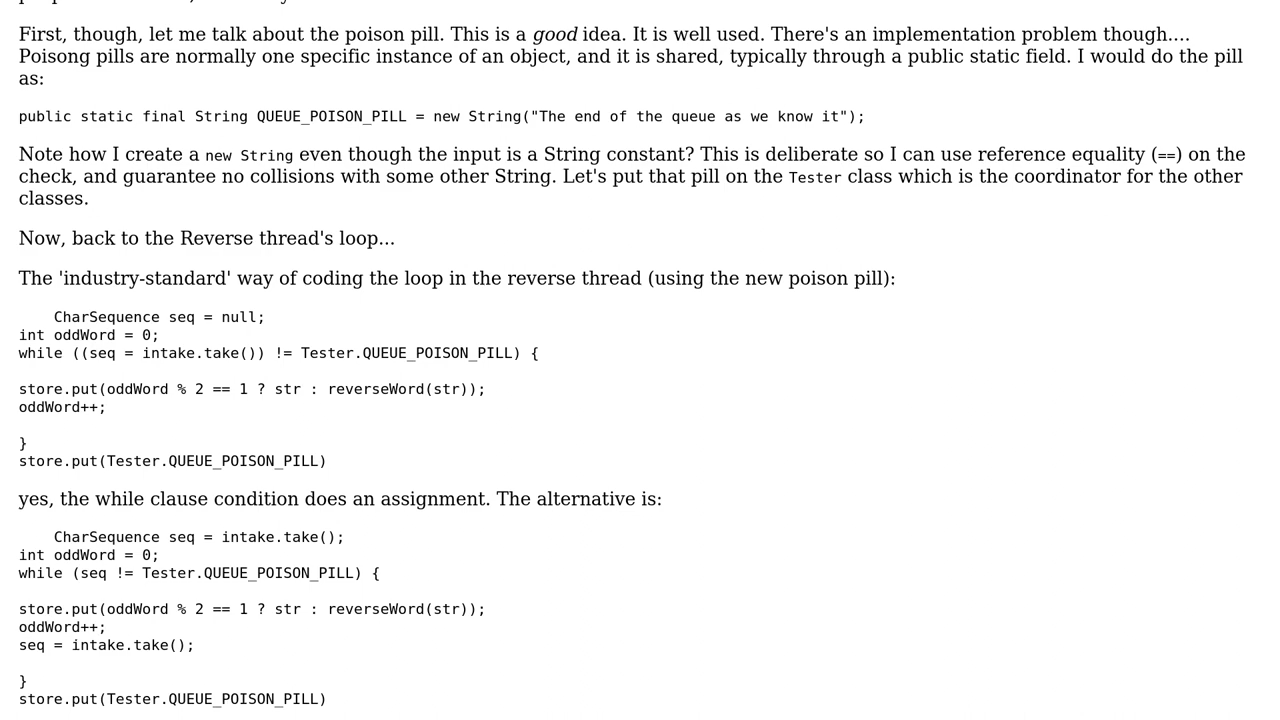 First, though, let me talk about the poison pill. This is a good idea. It is well used. There's an implementation problem though....
Poisong pills are normally one specific instance of an object, and it is shared, typically through a public static field. I would do the pill
as:
public static final String QUEUE_POISON_PILL = new String("The end of the queue as we know it");
Note how I create a new String even though the input is a String constant? This is deliberate so I can use reference equality (==) on the
check, and guarantee no collisions with some other String. Let's put that pill on the Tester class which is the coordinator for the other
classes.
Now, back to the Reverse thread's loop...
The 'industry-standard' way of coding the loop in the reverse thread (using the new poison pill):
CharSequence seq = null;
int oddWord = 0;
while ((seq = intake.take()) != Tester.QUEUE_POISON_PILL) {
store.put(oddWord % 2 == 1 ? str : reverseWord(str));
oddWord++;
}
store.put(Tester.QUEUE_POISON_PILL)
yes, the while clause condition does an assignment. The alternative is:
CharSequence seq = intake.take();
int oddWord = 0;
while (seq != Tester.QUEUE_POISON_PILL) {
store.put(oddWord % 2 == 1 ? str : reverseWord(str));
oddWord++;
seq = intake.take();
}
store.put(Tester.QUEUE_POISON_PILL)